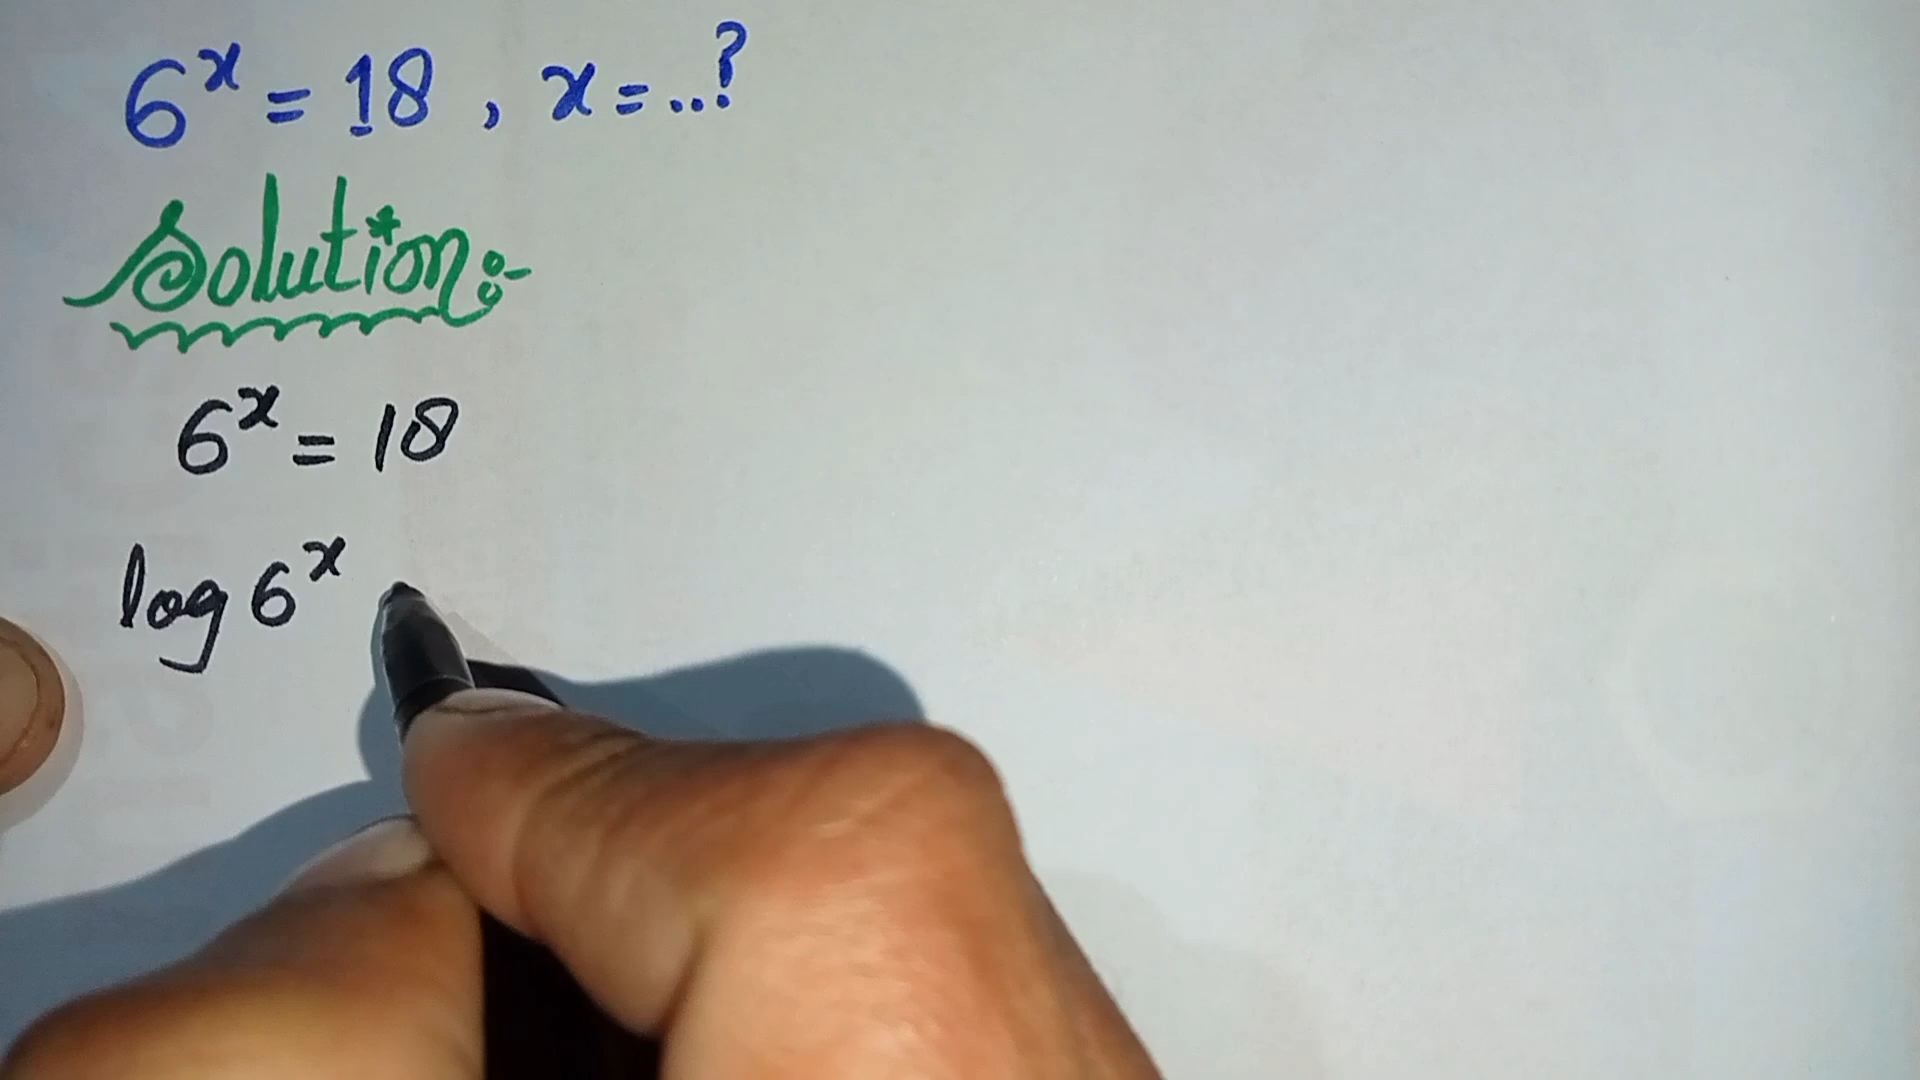 6^x = 18 , x = ..?
Solution:-
6^x = 18
log 6^x